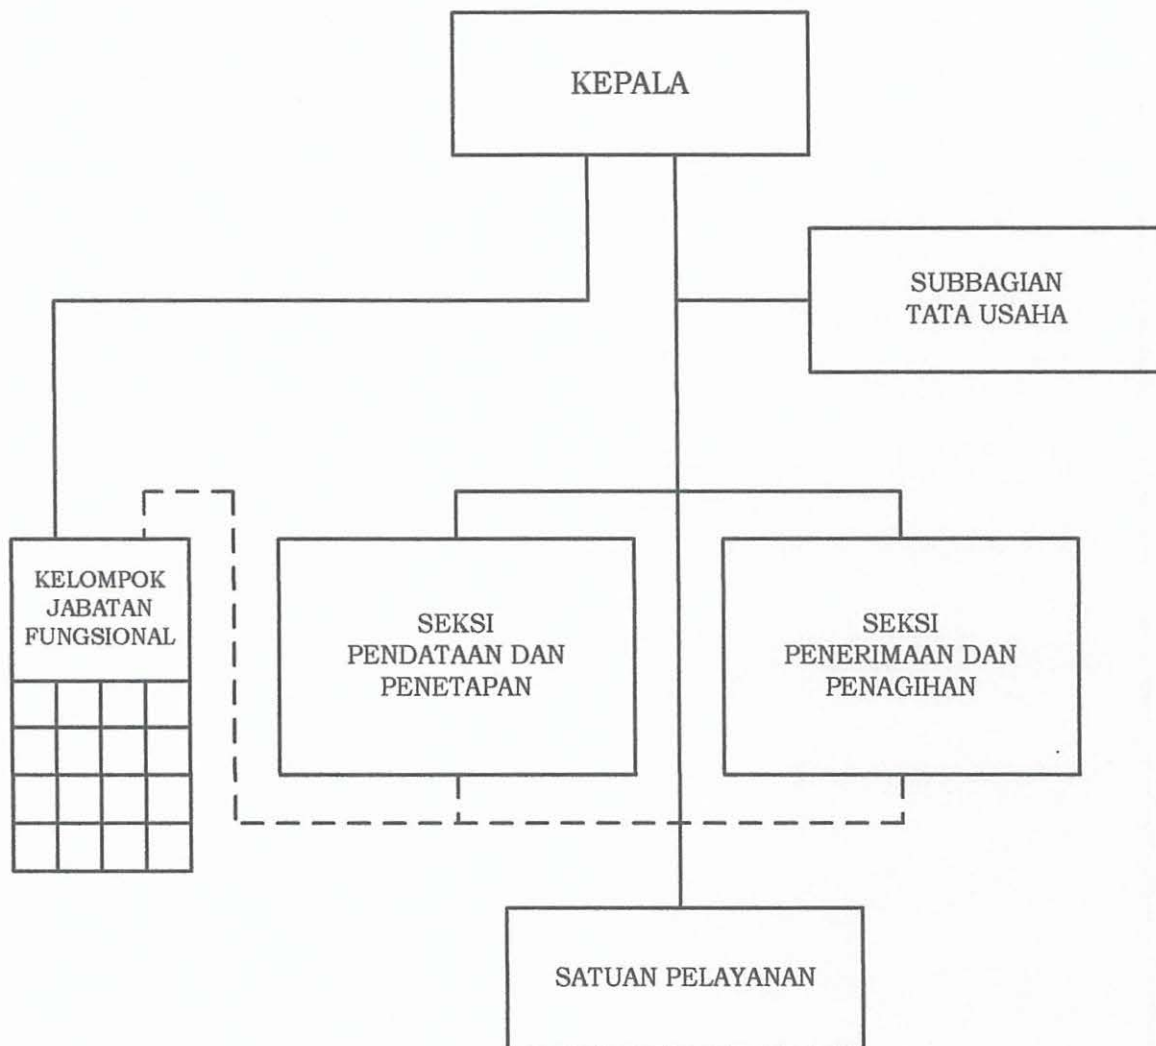 KEPALA
SUBBAGIAN
TATA USAHA
KELOMPOK
JABATAN
FUNGSIONAL
SEKSI
PENDATAAN DAN
PENETAPAN
SEKSI
PENERIMAAN DAN
PENAGIHAN
SATUAN PELAYANAN